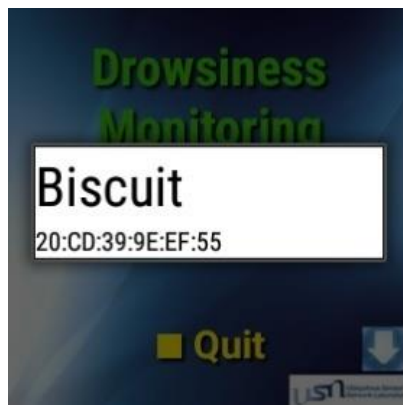 Drowsiness
Monitoring
Biscuit
20:CD:39:9E:EF:55
Quit
USN